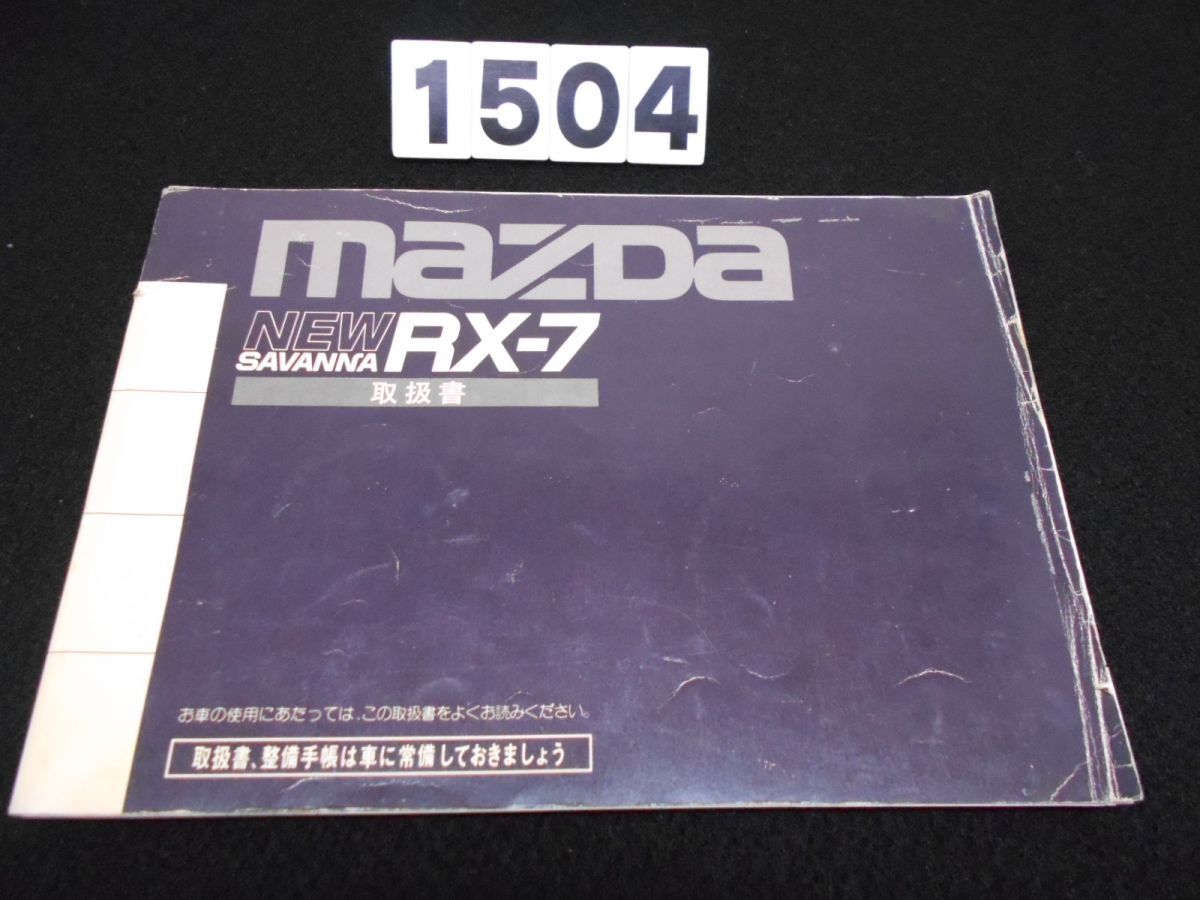 1504
mazDa
NEW
SAVANNA RX-7
取扱書
お車の使用にあたっては、この取扱書をよくお読みください。
取扱書、整備手帳は車に常備しておきましょう